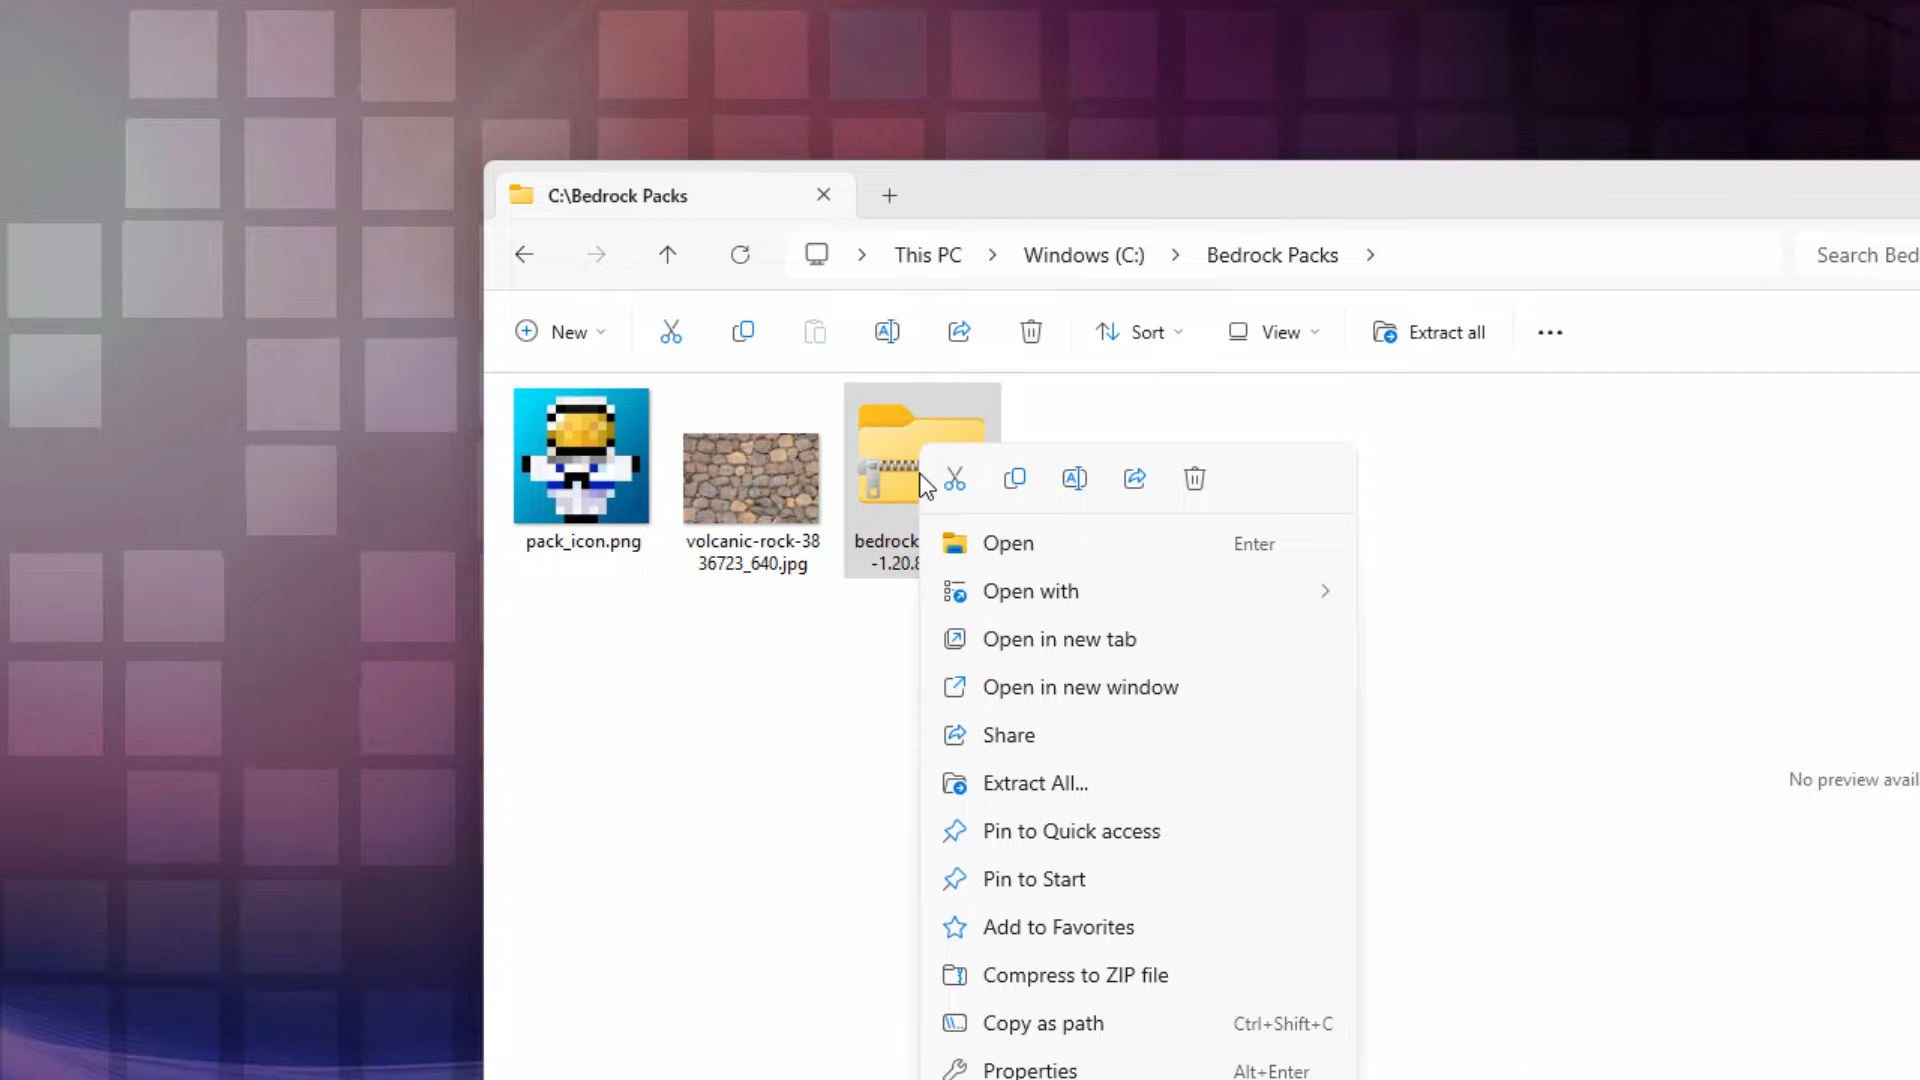 C:\Bedrock Packs
This PC
Windows (C:)
Bedrock Packs
Search Bed
New
Sort
View
Extract all
pack_icon.png
volcanic-rock-38
36723_640.jpg
bedrock
-1.20.8
Open Enter
Open with
Open in new tab
Open in new window
Share
Extract All...
Pin to Quick access
Pin to Start
Add to Favorites
Compress to ZIP file
Copy as path Ctrl+Shift+C
Properties Alt+Enter
No preview avail